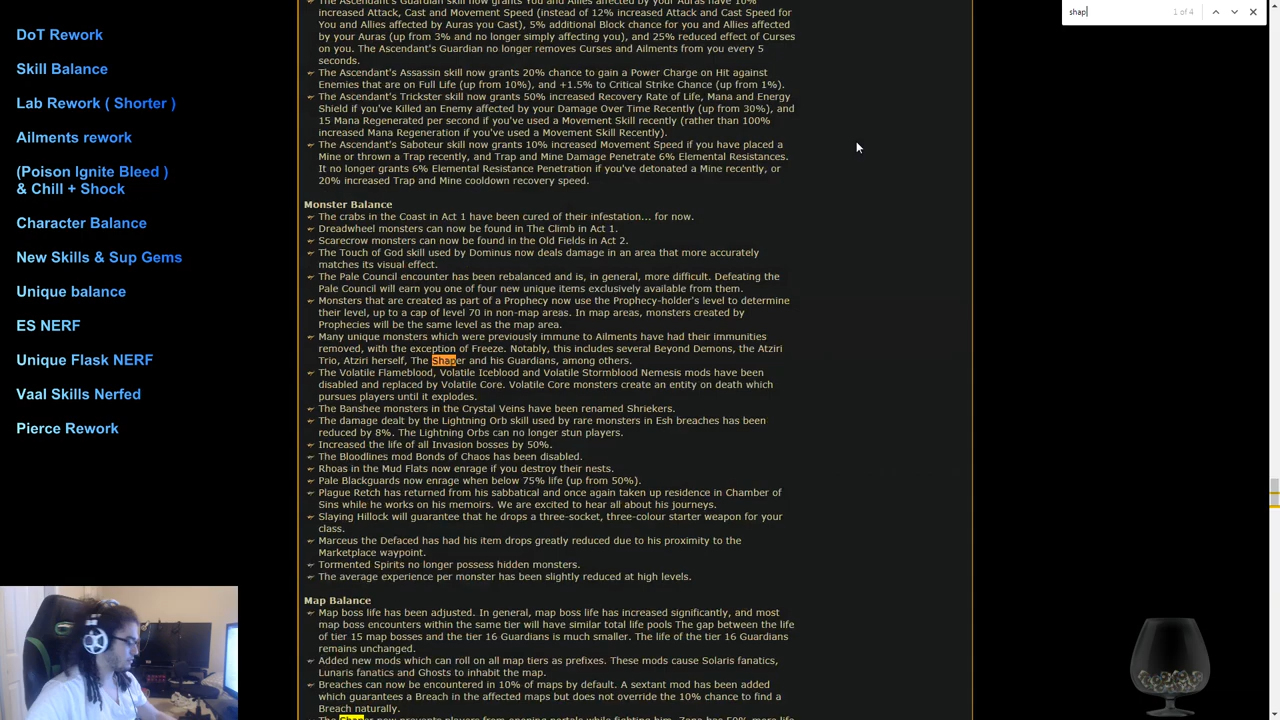 DoT Rework
Skill Balance
Lab Rework ( Shorter )
Ailments rework
(Poison Ignite Bleed )
& Chill + Shock
Character Balance
New Skills & Sup Gems
Unique balance
ES NERF
Unique Flask NERF
Vaal Skills Nerfed
Pierce Rework
shap
1 of 4
The Ascendant's Guardian skill now grants you and Allies affected by your Auras have 10%
increased Attack, Cast and Movement Speed (instead of 12% increased Attack and Cast Speed for
You and Allies affected by Auras you Cast), 5% additional Block chance for you and Allies affected
by your Auras (up from 3% and no longer simply affecting you), and 25% reduced effect of Curses
on you. The Ascendant's Guardian no longer removes Curses and Ailments from you every 5
seconds.
The Ascendant's Assassin skill now grants 20% chance to gain a Power Charge on Hit against
Enemies that are on Full Life (up from 10%), and +1.5% to Critical Strike Chance (up from 1%).
The Ascendant's Trickster skill now grants 50% increased Recovery Rate of Life, Mana and Energy
Shield if you've Killed an Enemy affected by your Damage Over Time Recently (up from 30%), and
15 Mana Regenerated per second if you've used a Movement Skill recently (rather than 100%
increased Mana Regeneration if you've used a Movement Skill Recently).
The Ascendant's Saboteur skill now grants 10% increased Movement Speed if you have placed a
Mine or thrown a Trap recently, and Trap and Mine Damage Penetrate 6% Elemental Resistances.
It no longer grants 6% Elemental Resistance Penetration if you've detonated a Mine recently, or
20% increased Trap and Mine cooldown recovery speed.
Monster Balance
The crabs in the Coast in Act 1 have been cured of their infestation... for now.
Dreadwheel monsters can now be found in The Climb in Act 1.
Scarecrow monsters can now be found in the Old Fields in Act 2.
The Touch of God skill used by Dominus now deals damage in an area that more accurately
matches its visual effect.
The Pale Council encounter has been rebalanced and is, in general, more difficult. Defeating the
Pale Council will earn you one of four new unique items exclusively available from them.
Monsters that are created as part of a Prophecy now use the Prophecy-holder's level to determine
their level, up to a cap of level 70 in non-map areas. In map areas, monsters created by
Prophecies will be the same level as the map area.
Many unique monsters which were previously immune to Ailments have had their immunities
removed, with the exception of Freeze. Notably, this includes several Beyond Demons, the Atziri
Trio, Atziri herself, The Shaper and his Guardians, among others.
The Volatile Flameblood, Volatile Iceblood and Volatile Stormblood Nemesis mods have been
disabled and replaced by Volatile Core. Volatile Core monsters create an entity on death which
pursues players until it explodes.
The Banshee monsters in the Crystal Veins have been renamed Shriekers.
The damage dealt by the Lightning Orb skill used by rare monsters in Esh breaches has been
reduced by 8%. The Lightning Orbs can no longer stun players.
Increased the life of all Invasion bosses by 50%.
The Bloodlines mod Bonds of Chaos has been disabled.
Rhoas in the Mud Flats now enrage if you destroy their nests.
Pale Blackguards now enrage when below 75% life (up from 50%).
Plague Retch has returned from his sabbatical and once again taken up residence in Chamber of
Sins while he works on his memoirs. We are excited to hear all about his journeys.
Slaying Hillock will guarantee that he drops a three-socket, three-colour starter weapon for your
class.
Marceus the Defaced has had his item drops greatly reduced due to his proximity to the
Marketplace waypoint.
Tormented Spirits no longer possess hidden monsters.
The average experience per monster has been slightly reduced at high levels.
Map Balance
Map boss life has been adjusted. In general, map boss life has increased significantly, and most
map boss encounters within the same tier will have similar total life pools The gap between the life
of tier 15 map bosses and the tier 16 Guardians is much smaller. The life of the tier 16 Guardians
remains unchanged.
Added new mods which can roll on all map tiers as prefixes. These mods cause Solaris fanatics,
Lunaris fanatics and Ghosts to inhabit the map.
Breaches can now be encountered in 10% of maps by default. A sextant mod has been added
which guarantees a Breach in the affected maps but does not override the 10% chance to find a
Breach naturally.
The Shaper now prevents players from opening portals while fighting him. Zana has 50% more life